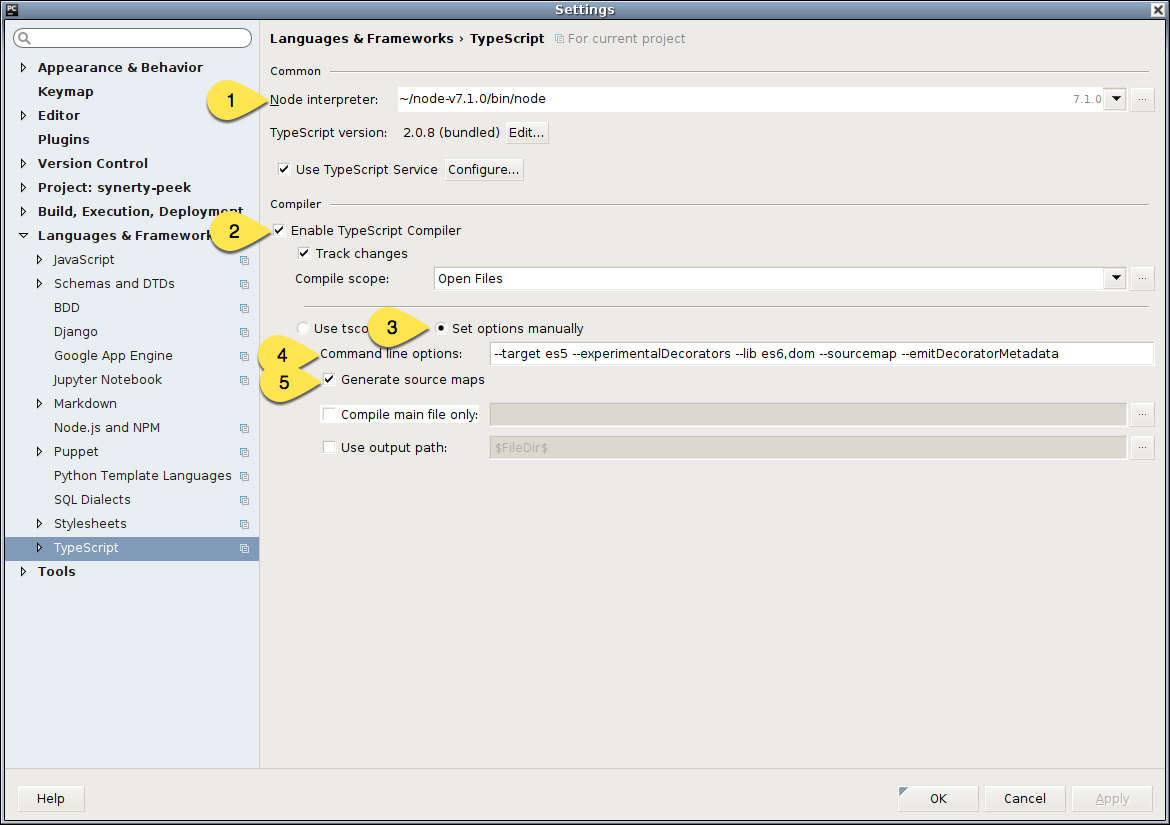 PC
Settings
Languages & Frameworks › TypeScript For current project
Appearance & Behavior
Keymap
Editor
Plugins
Version Control
Project: synerty-peek
Build, Execution, Deployment
Languages & Framework
JavaScript
Schemas and DTDs
BDD
Django
Google App Engine
Jupyter Notebook
Markdown
Node.js and NPM
Puppet
Python Template Languages
SQL Dialects
Stylesheets
TypeScript
Tools
Common
1 Node interpreter: ~/node-v7.1.0/bin/node 7.1.0 ...
TypeScript version: 2.0.8 (bundled) Edit...
Use TypeScript Service Configure...
Compiler
2 Enable TypeScript Compiler
Track changes
Compile scope: Open Files ...
Use tsco 3 Set options manually
4 Command line options: --target es5 --experimentalDecorators --lib es6,dom --sourcemap --emitDecoratorMetadata
5 Generate source maps
Compile main file only: ...
Use output path: $FileDir$ ...
Help OK Cancel Apply